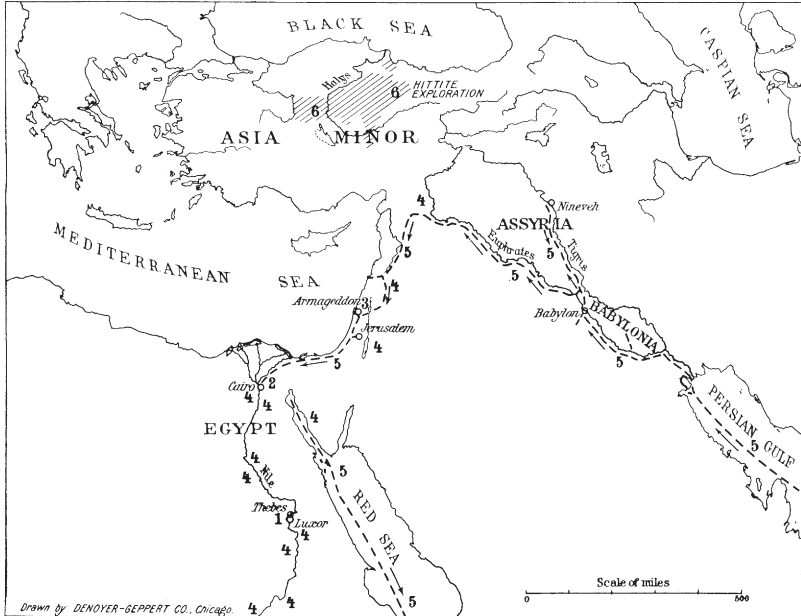 BLACK SEA
CASPIAN SEA
Halys
6
HITTITE
EXPLORATION
6
ASIA MINOR
4
Nineveh
ASSYRIA
MEDITERRANEAN SEA
5
Euphrates
5
Tigris
5
4
Armageddon
3
Babylon
BABYLONIA
Jerusalem
4
5
5
Cairo
2
PERSIAN GULF
4
4
4
EGYPT
5
4
Nile
4
5
RED SEA
Thebes
1
8
Luxor
4
4
Scale of miles
0
500
4
4
5
Drawn by DENOYER-GEPPERT CO., Chicago.